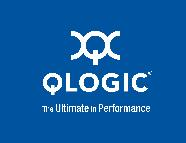 QLOGIC
The Ultimate in Performance